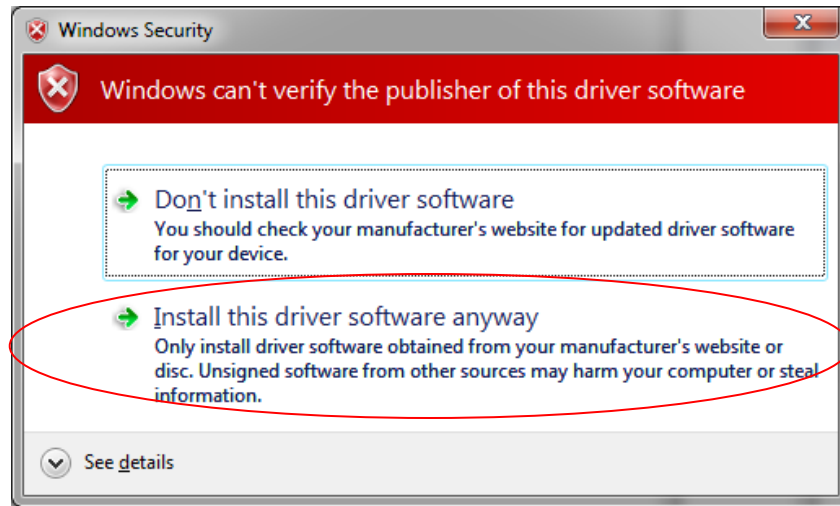 Windows Security
Windows can't verify the publisher of this driver software
Don't install this driver software
You should check your manufacturer's website for updated driver software
for your device.
Install this driver software anyway
Only install driver software obtained from your manufacturer's website or
disc. Unsigned software from other sources may harm your computer or steal
information.
See details